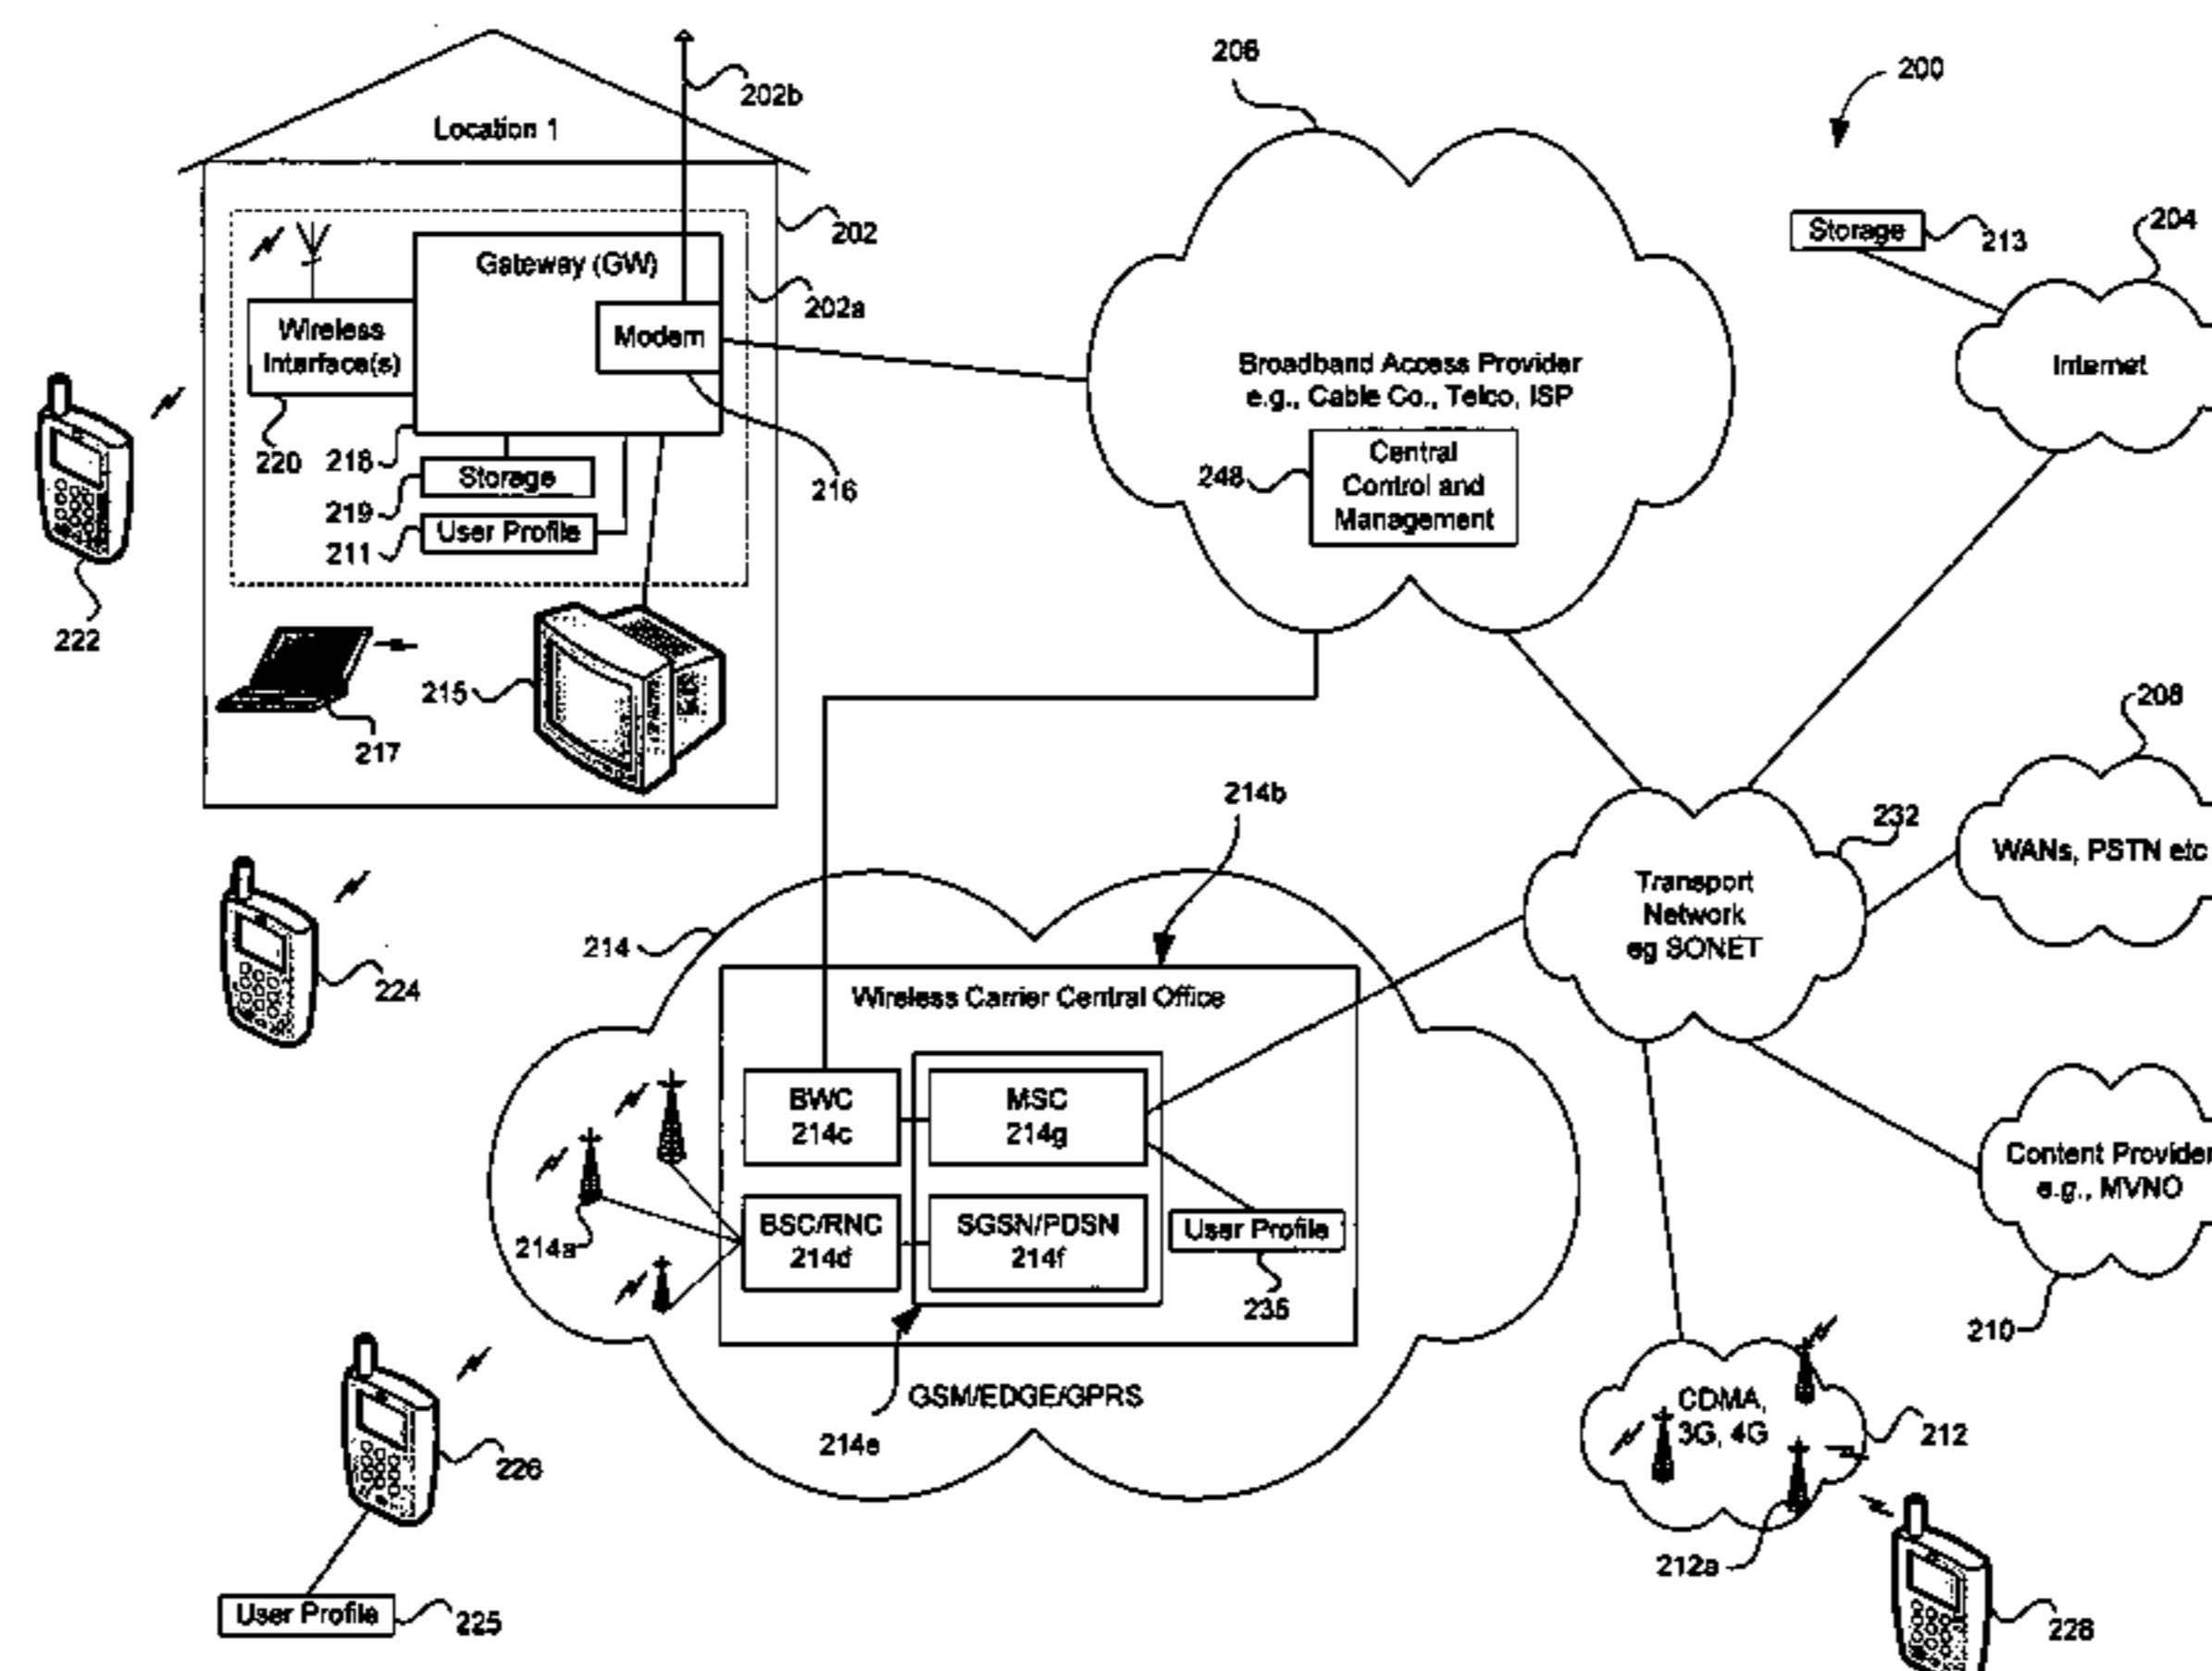 206
200
202b
Location 1
202
Storage
213
204
Gateway (GW)
202a
Wireless
Interface(s)
Modem
Broadband Access Provider
e.g., Cable Co., Telco, ISP
Internet
220
218
Storage
216
219
User Profile
211
248
Central
Control and
Management
222
215
217
208
214b
232
WANs, PSTN etc
Transport
Network
eg SONET
214
224
Wireless Carrier Central Office
BWC
214c
MSC
214g
Content Provider
e.g., MVNO
214a
BSC/RNC
214d
SGSN/PDSN
214f
User Profile
235
210
GSM/EDGE/GPRS
214e
CDMA,
3G, 4G
212
226
212a
User Profile
225
228